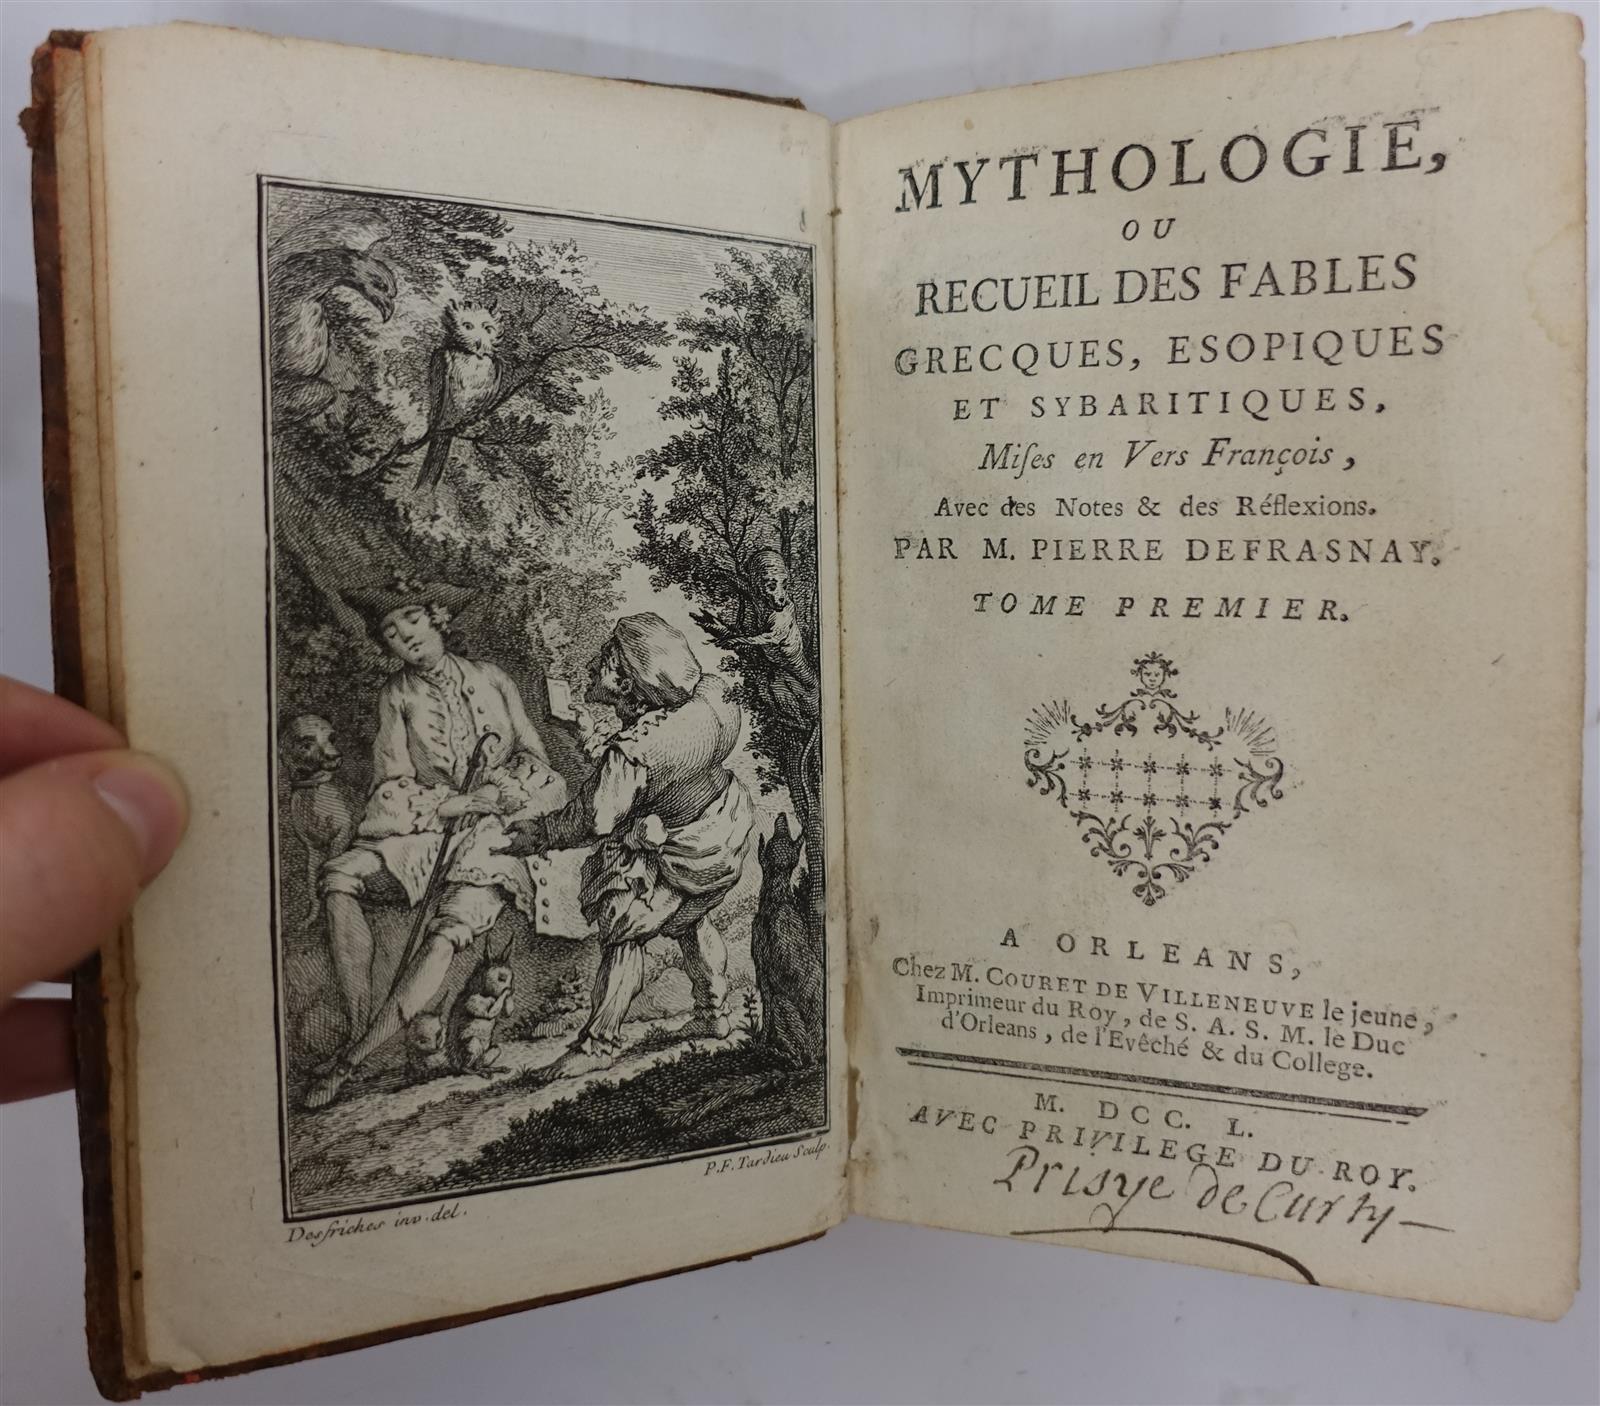 Desfriches inv. del.
P. F. Tardieu Sculp.
MYTHOLOGIE,
OU
RECUEIL DES FABLES
GRECQUES, ESOPIQUES
ET SYBARITIQUES,
Miſes en Vers François,
Avec des Notes & des Réflexions.
PAR M. PIERRE DEFRASNAY.
TOME PREMIER.
A ORLEANS,
Chez M. COURET DE VILLENEUVE le jeune,
Imprimeur du Roy, de S. A. S. M. le Duc
d'Orleans, de l'Evêché & du College.
M. DCC. L.
AVEC PRIVILEGE DU ROY.
Prisye de Curty